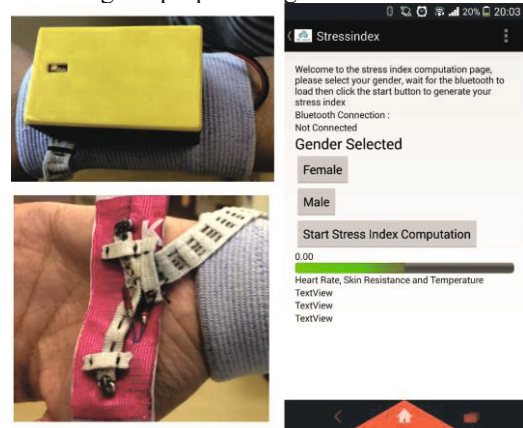 20% 20:03
Stressindex
Welcome to the stress index computation page,
please select your gender, wait for the bluetooth to
load then click the start button to generate your
stress index
Bluetooth Connection :
Not Connected
Gender Selected
Female
Male
Start Stress Index Computation
0.00
Heart Rate, Skin Resistance and Temperature
TextView
TextView
TextView